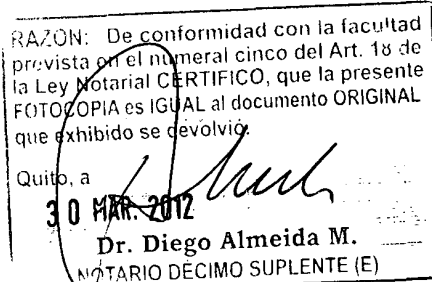 RAZON: De conformidad con la facultad
prevista en el numeral cinco del Art. 18 de
la Ley Notarial CERTIFICO, que la presente
FOTOCOPIA es IGUAL al documento ORIGINAL
que exhibido se devolvió.
Quito, a
30 MAR. 2012
Dr. Diego Almeida M.
NOTARIO DÉCIMO SUPLENTE (E)